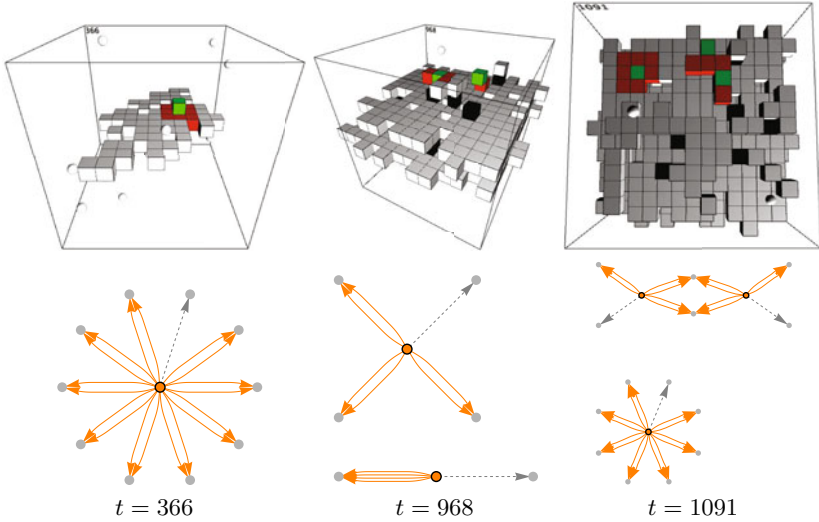 366
968
1091
t = 366
t = 968
t = 1091